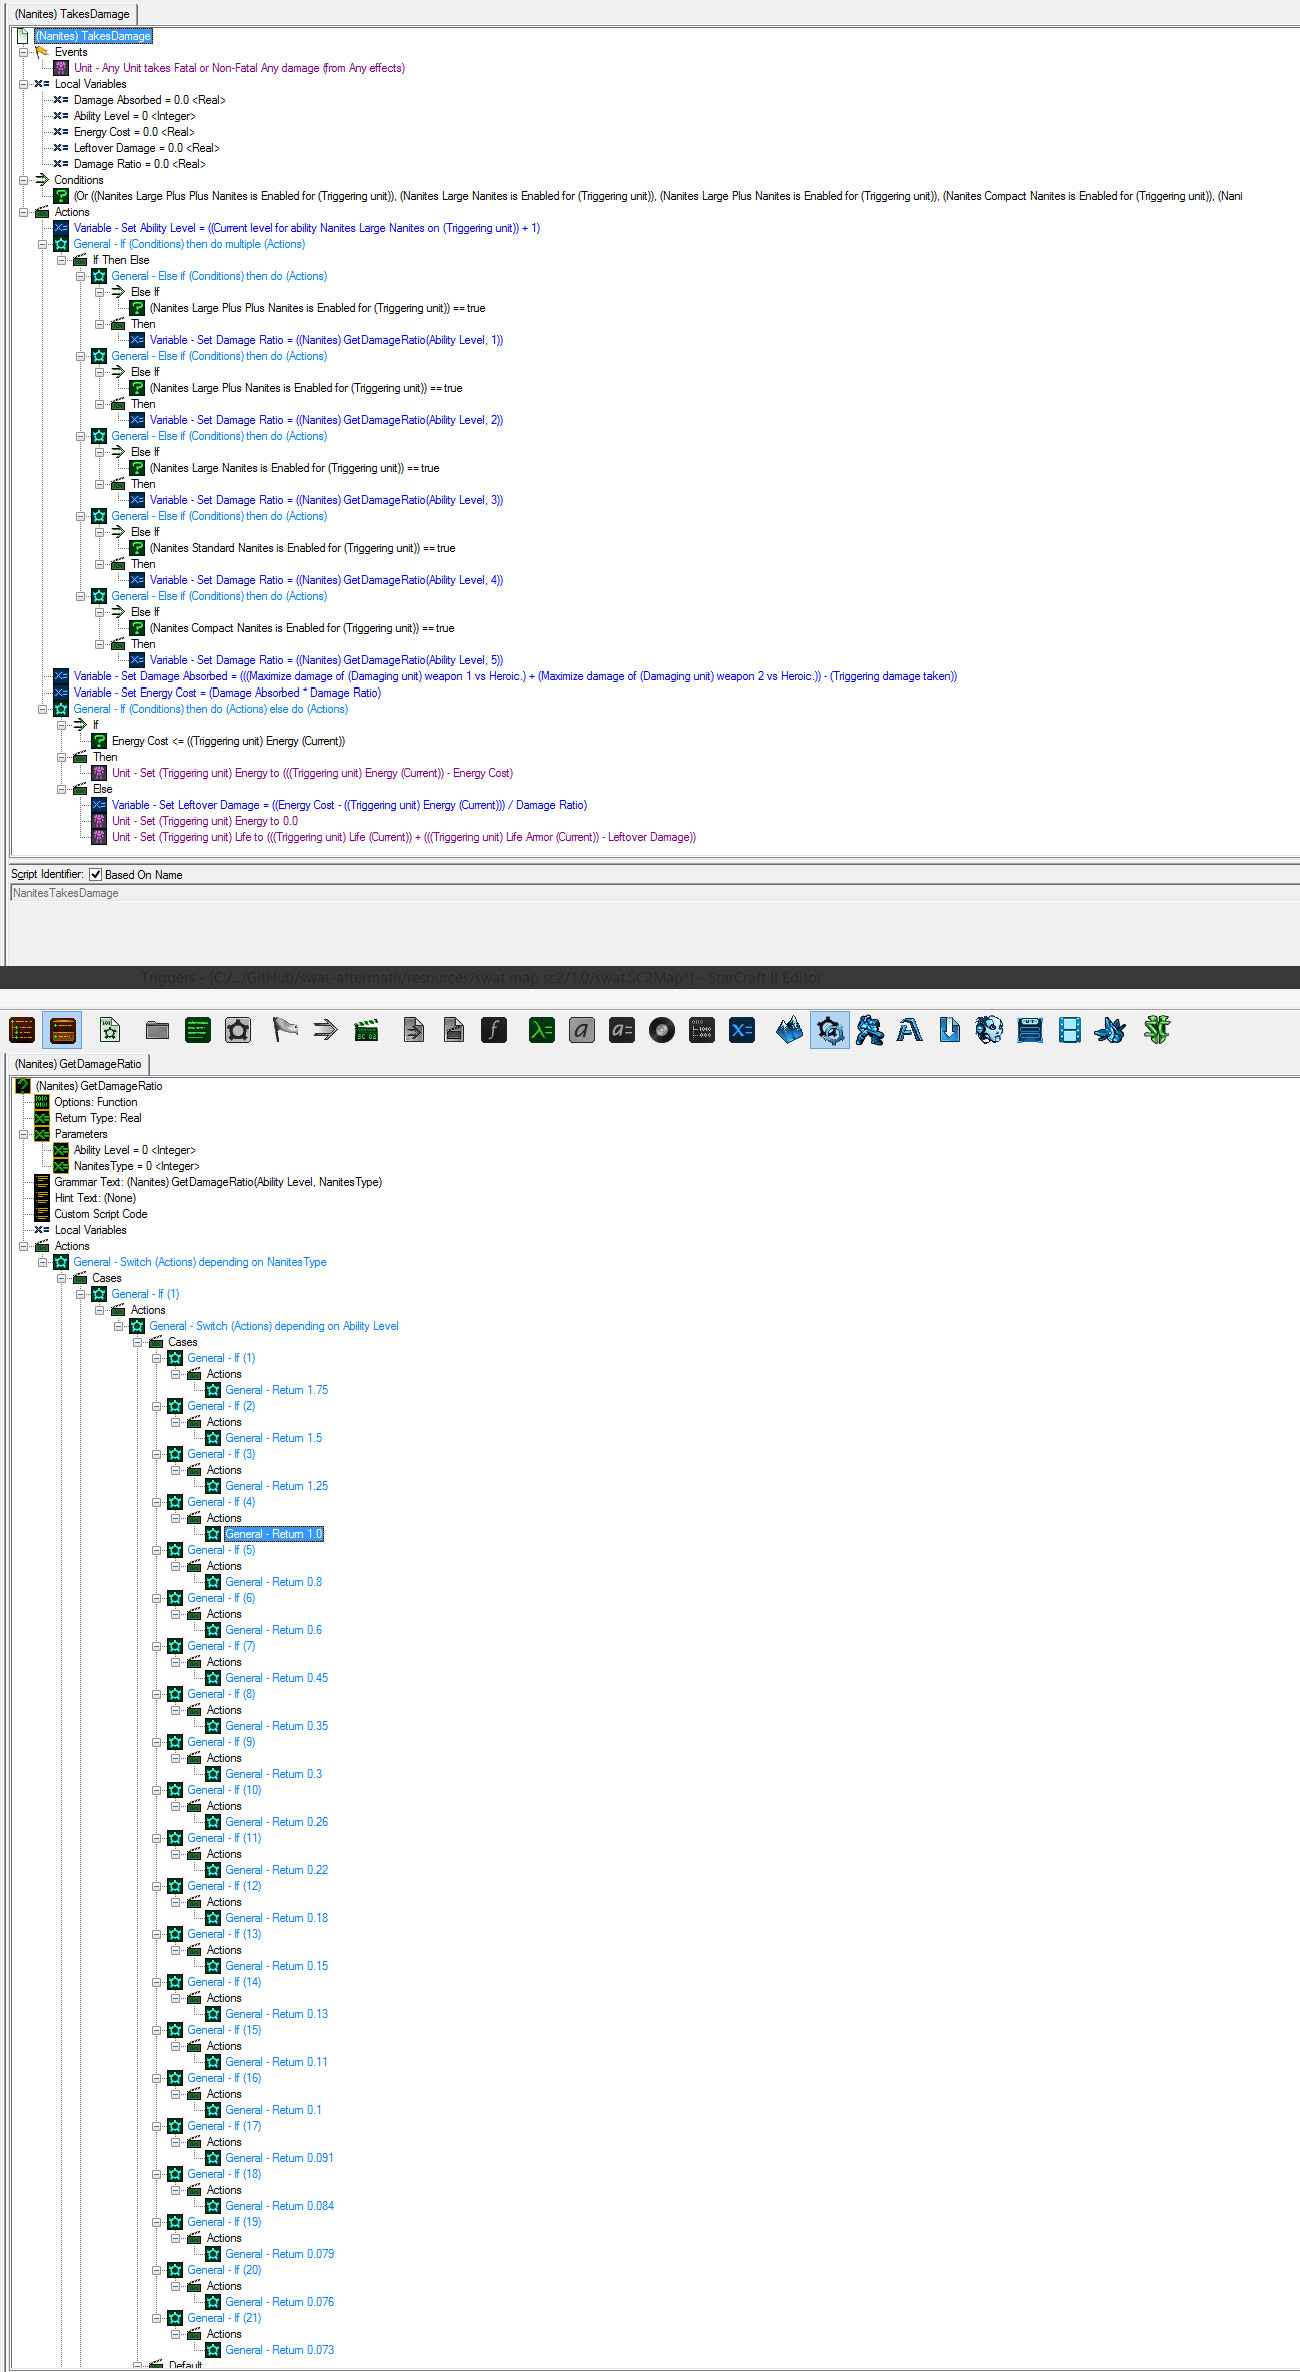 (Nanites) TakesDamage
(Nanites) TakesDamage
Events
Unit - Any Unit takes Fatal or Non-Fatal Any damage (from Any effects)
Local Variables
Damage Absorbed = 0.0 <Real>
Ability Level = 0 <Integer>
Energy Cost = 0.0 <Real>
Leftover Damage = 0.0 <Real>
Damage Ratio = 0.0 <Real>
Conditions
(Or ((Nanites Large Plus Plus Nanites is Enabled for (Triggering unit)), (Nanites Large Nanites is Enabled for (Triggering unit)), (Nanites Large Plus Nanites is Enabled for (Triggering unit)), (Nanites Compact Nanites is Enabled for (Triggering unit)), (Nani
Actions
Variable - Set Ability Level = ((Current level for ability Nanites Large Nanites on (Triggering unit)) + 1)
General - If (Conditions) then do multiple (Actions)
If Then Else
General - Else if (Conditions) then do (Actions)
Else If
(Nanites Large Plus Plus Nanites is Enabled for (Triggering unit)) == true
Then
Variable - Set Damage Ratio = ((Nanites) GetDamageRatio(Ability Level, 1))
General - Else if (Conditions) then do (Actions)
Else If
(Nanites Large Plus Nanites is Enabled for (Triggering unit)) == true
Then
Variable - Set Damage Ratio = ((Nanites) GetDamageRatio(Ability Level, 2))
General - Else if (Conditions) then do (Actions)
Else If
(Nanites Large Nanites is Enabled for (Triggering unit)) == true
Then
Variable - Set Damage Ratio = ((Nanites) GetDamageRatio(Ability Level, 3))
General - Else if (Conditions) then do (Actions)
Else If
(Nanites Standard Nanites is Enabled for (Triggering unit)) == true
Then
Variable - Set Damage Ratio = ((Nanites) GetDamageRatio(Ability Level, 4))
General - Else if (Conditions) then do (Actions)
Else If
(Nanites Compact Nanites is Enabled for (Triggering unit)) == true
Then
Variable - Set Damage Ratio = ((Nanites) GetDamageRatio(Ability Level, 5))
Variable - Set Damage Absorbed = (((Maximize damage of (Damaging unit) weapon 1 vs Heroic.) + (Maximize damage of (Damaging unit) weapon 2 vs Heroic.)) - (Triggering damage taken))
Variable - Set Energy Cost = (Damage Absorbed * Damage Ratio)
General - If (Conditions) then do (Actions) else do (Actions)
If
Energy Cost <= ((Triggering unit) Energy (Current))
Then
Unit - Set (Triggering unit) Energy to (((Triggering unit) Energy (Current)) - Energy Cost)
Else
Variable - Set Leftover Damage = ((Energy Cost - ((Triggering unit) Energy (Current))) / Damage Ratio)
Unit - Set (Triggering unit) Energy to 0.0
Unit - Set (Triggering unit) Life to (((Triggering unit) Life (Current)) + (((Triggering unit) Life Armor (Current)) - Leftover Damage))
Script Identifier: Based On Name
NanitesTakesDamage
Triggers - [C:/.../GitHub/swat-aftermath/resources/swat map.sc2/1.0/swat.SC2Map*] - StarCraft II Editor
(Nanites) GetDamageRatio
(Nanites) GetDamageRatio
Options: Function
Return Type: Real
Parameters
Ability Level = 0 <Integer>
NanitesType = 0 <Integer>
Grammar Text: (Nanites) GetDamageRatio(Ability Level, NanitesType)
Hint Text: (None)
Custom Script Code
Local Variables
Actions
General - Switch (Actions) depending on NanitesType
Cases
General - If (1)
Actions
General - Switch (Actions) depending on Ability Level
Cases
General - If (1)
Actions
General - Return 1.75
General - If (2)
Actions
General - Return 1.5
General - If (3)
Actions
General - Return 1.25
General - If (4)
Actions
General - Return 1.0
General - If (5)
Actions
General - Return 0.8
General - If (6)
Actions
General - Return 0.6
General - If (7)
Actions
General - Return 0.45
General - If (8)
Actions
General - Return 0.35
General - If (9)
Actions
General - Return 0.3
General - If (10)
Actions
General - Return 0.26
General - If (11)
Actions
General - Return 0.22
General - If (12)
Actions
General - Return 0.18
General - If (13)
Actions
General - Return 0.15
General - If (14)
Actions
General - Return 0.13
General - If (15)
Actions
General - Return 0.11
General - If (16)
Actions
General - Return 0.1
General - If (17)
Actions
General - Return 0.091
General - If (18)
Actions
General - Return 0.084
General - If (19)
Actions
General - Return 0.079
General - If (20)
Actions
General - Return 0.076
General - If (21)
Actions
General - Return 0.073
Default